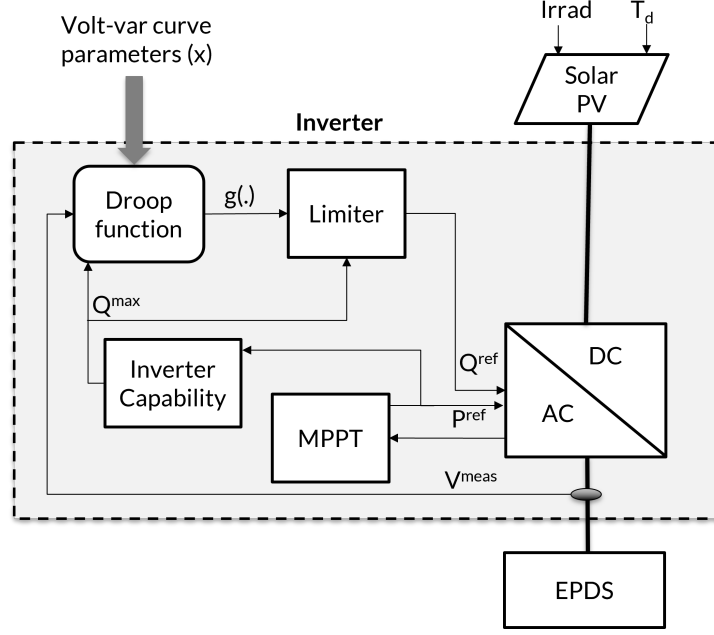 Irrad
T_d
Volt-var curve
parameters (x)
Solar
PV
Inverter
Droop
function
g(.)
Limiter
Q^max
Inverter
Capability
Q^ref
DC
AC
P^ref
MPPT
V^meas
EPDS